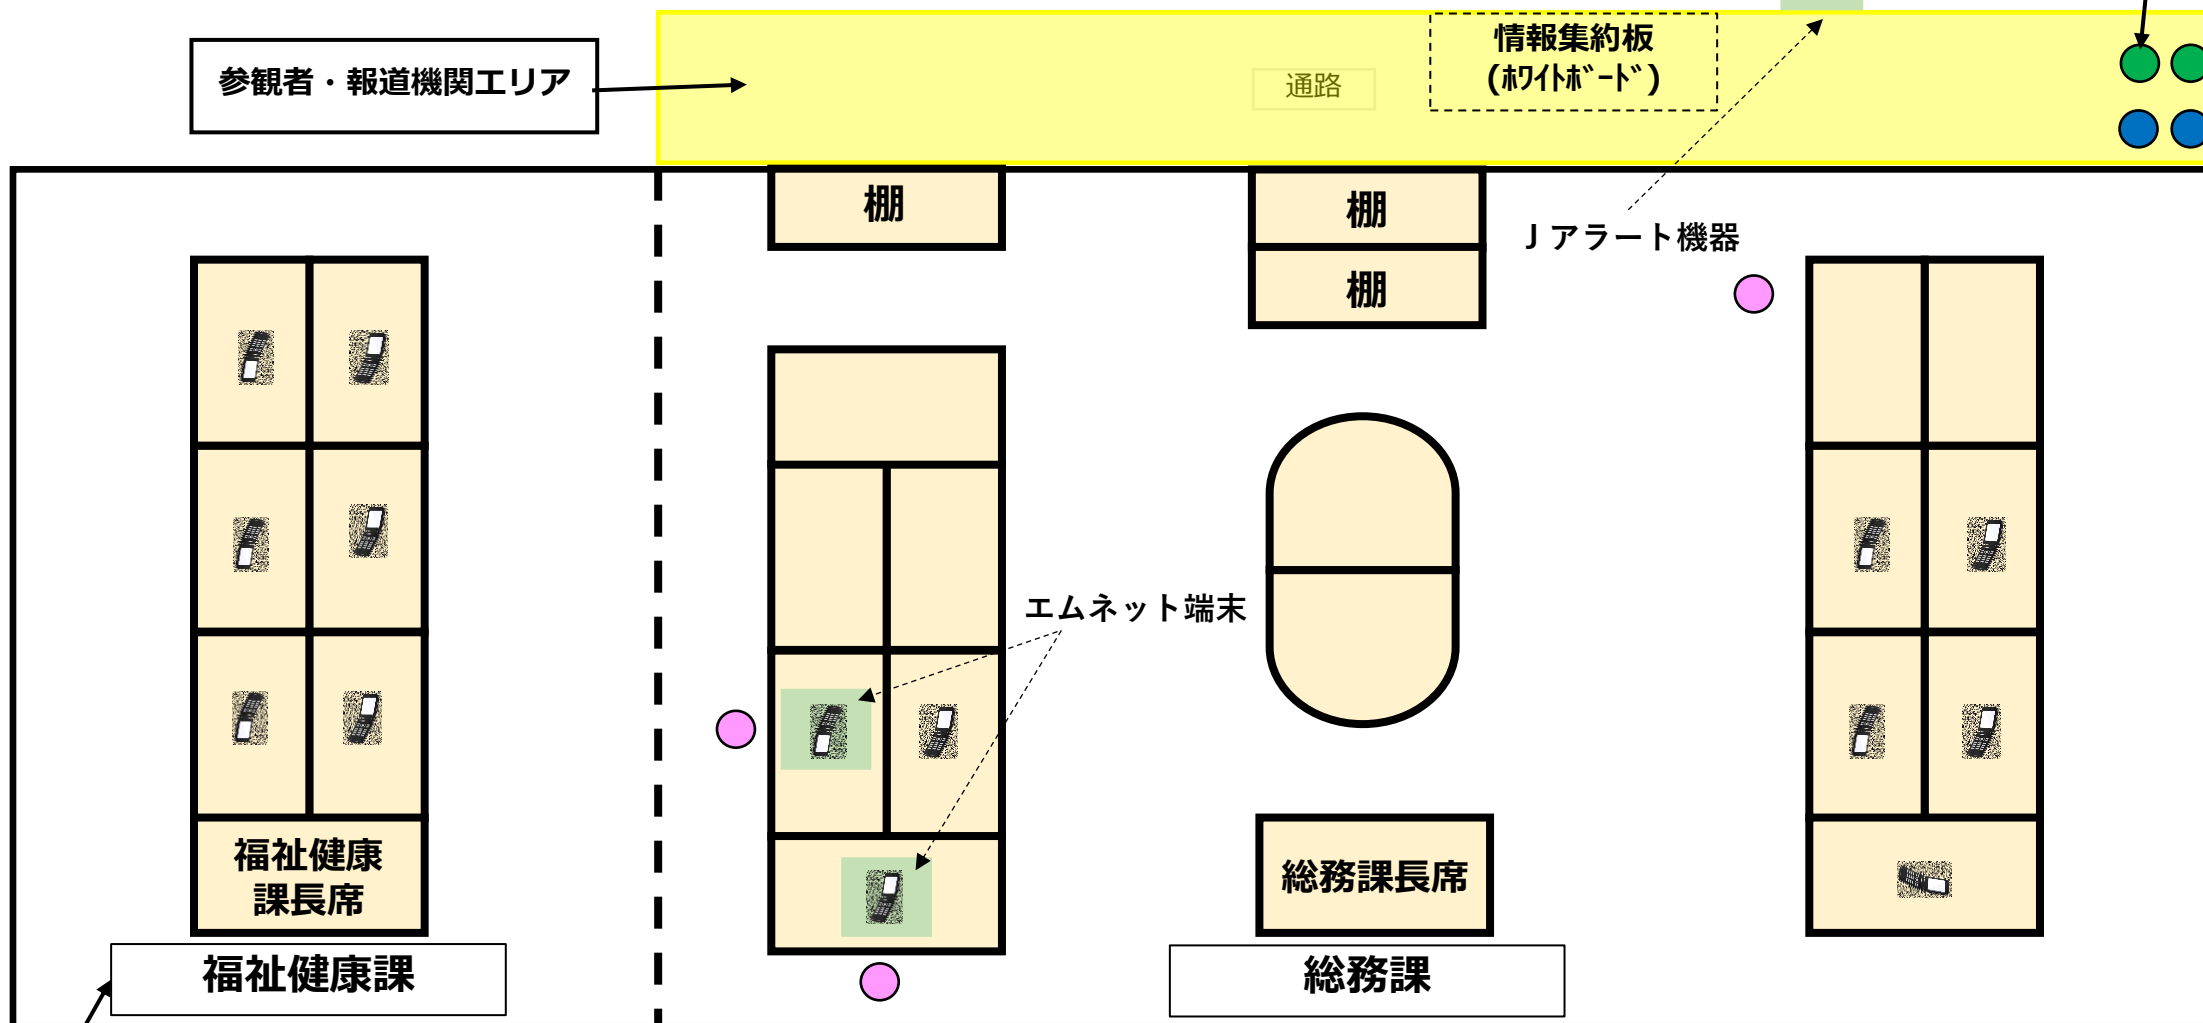 情報集約板
(ﾎﾜｲﾄﾎﾞｰﾄﾞ)
参観者・報道機関エリア
通路
棚
棚
Ｊアラート機器
棚
エムネット端末
福祉健康
課長席
総務課長席
福祉健康課
総務課